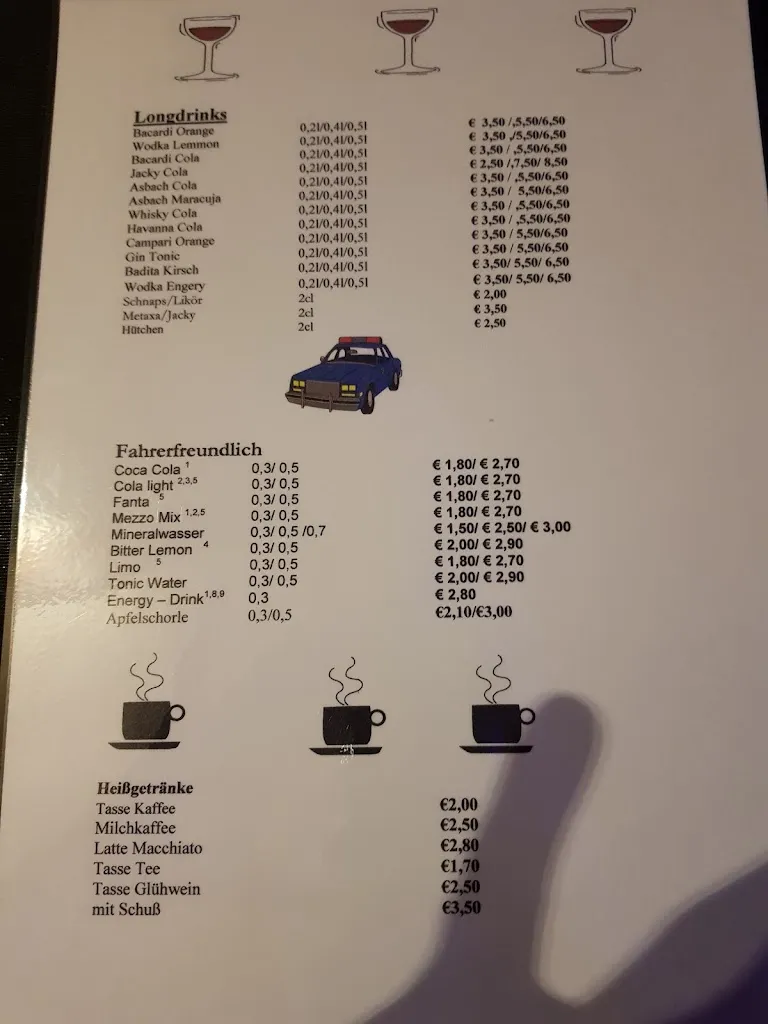 Longdrinks
Bacardi Orange 0,2l/0,4l/0,5l € 3,50 /,5,50/6,50
Wodka Lemmon 0,2l/0,4l/0,5l € 3,50 ,/5,50/6,50
Bacardi Cola 0,2l/0,4l/0,5l € 3,50 / ,5,50/6,50
Jacky Cola 0,2l/0,4l/0,5l € 2,50 /,7,50/ 8,50
Asbach Cola 0,2l/0,4l/0,5l € 3,50 / ,5,50/6,50
Asbach Maracuja 0,2l/0,4l/0,5l € 3,50 / 5,50/6,50
Whisky Cola 0,2l/0,4l/0,5l € 3,50 / ,5,50/6,50
Havanna Cola 0,2l/0,4l/0,5l € 3,50 / ,5,50/6,50
Campari Orange 0,2l/0,4l/0,5l € 3,50 / 5,50/6,50
Gin Tonic 0,2l/0,4l/0,5l € 3,50 / 5,50/6,50
Badita Kirsch 0,2l/0,4l/0,5l € 3,50/ 5,50/ 6,50
Wodka Engery 0,2l/0,4l/0,5l € 3,50/ 5,50/ 6,50
Schnaps/Likör 2cl € 2,00
Metaxa/Jacky 2cl € 3,50
Hütchen 2cl € 2,50
Fahrerfreundlich
Coca Cola 1 0,3/ 0,5 € 1,80/ € 2,70
Cola light 2,3,5 0,3/ 0,5 € 1,80/ € 2,70
Fanta 5 0,3/ 0,5 € 1,80/ € 2,70
Mezzo Mix 1,2,5 0,3/ 0,5 € 1,80/ € 2,70
Mineralwasser 0,3/ 0,5 /0,7 € 1,50/ € 2,50/ € 3,00
Bitter Lemon 4 0,3/ 0,5 € 2,00/ € 2,90
Limo 5 0,3/ 0,5 € 1,80/ € 2,70
Tonic Water 0,3/ 0,5 € 2,00/ € 2,90
Energy – Drink1,8,9 0,3 € 2,80
Apfelschorle 0,3/0,5 €2,10/€3,00
Heißgetränke
Tasse Kaffee €2,00
Milchkaffee €2,50
Latte Macchiato €2,80
Tasse Tee €1,70
Tasse Glühwein €2,50
mit Schuß €3,50